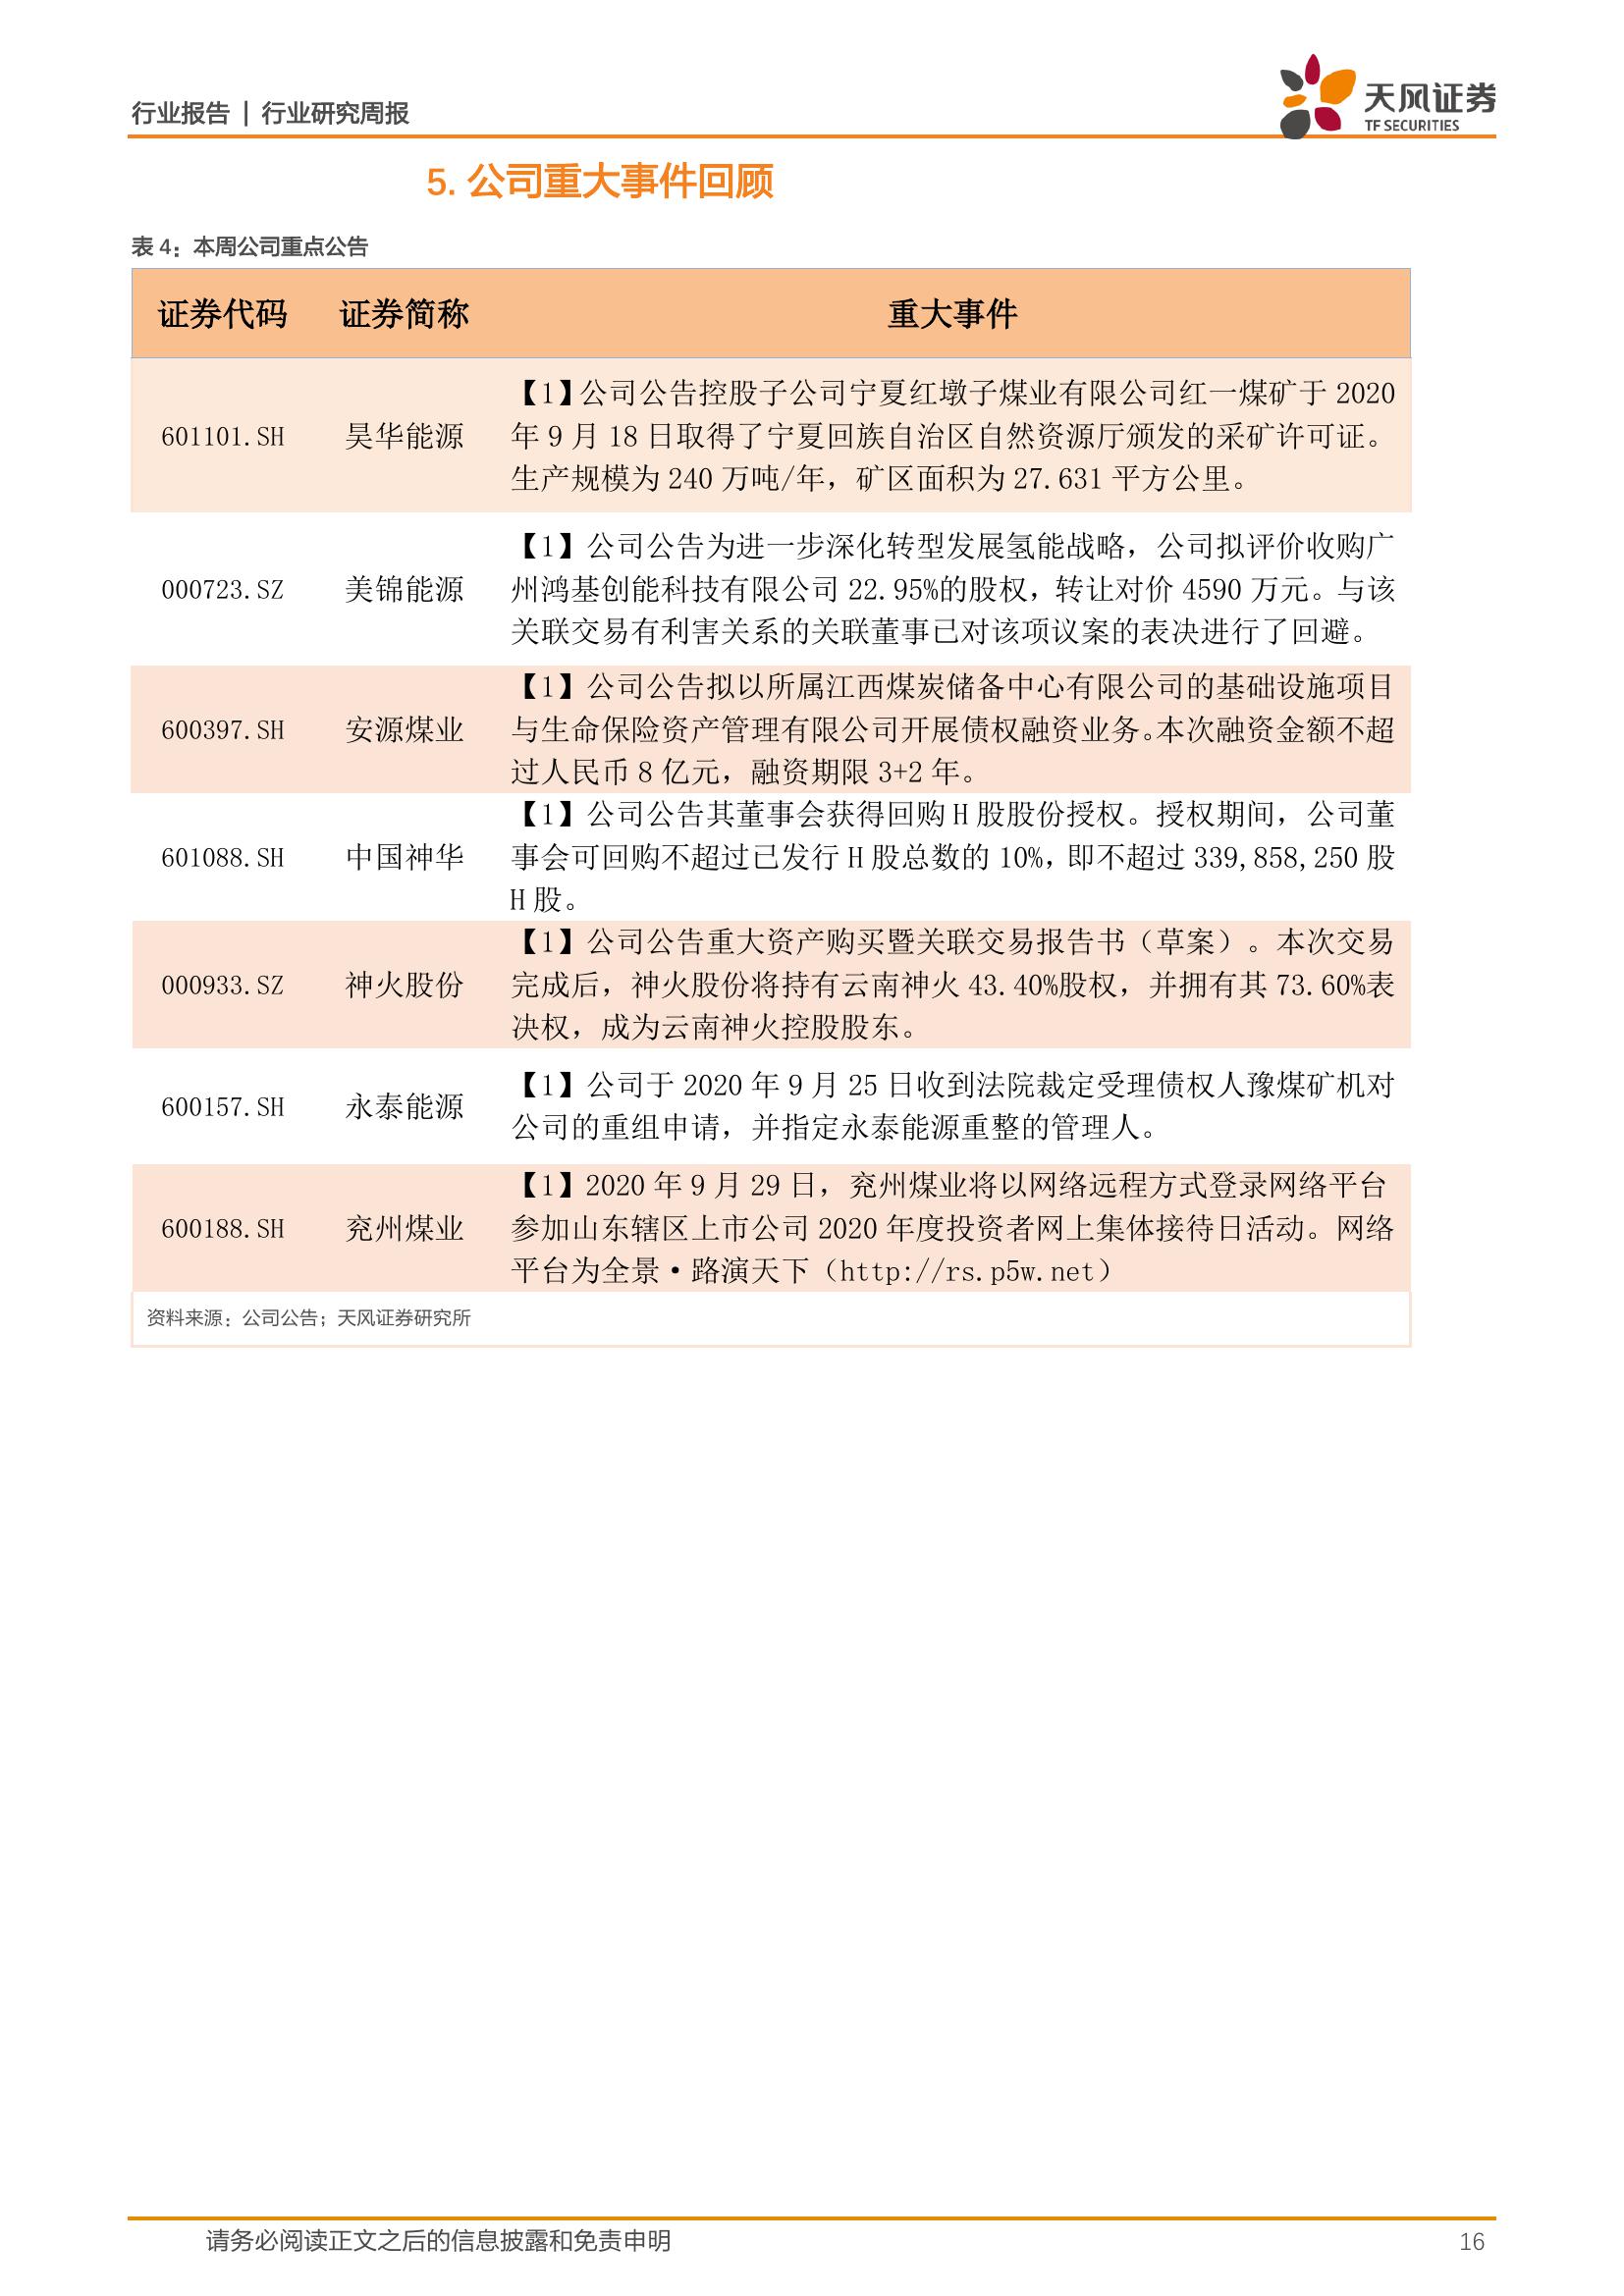 行业报告 | 行业研究周报
天风证券
TF SECURITIES
5. 公司重大事件回顾
表 4：本周公司重点公告
证券代码 证券简称 重大事件
【1】公司公告控股子公司宁夏红墩子煤业有限公司红一煤矿于 2020
601101.SH 昊华能源 年 9 月 18 日取得了宁夏回族自治区自然资源厅颁发的采矿许可证。
生产规模为 240 万吨/年，矿区面积为 27.631 平方公里。
【1】公司公告为进一步深化转型发展氢能战略，公司拟评价收购广
000723.SZ 美锦能源 州鸿基创能科技有限公司 22.95%的股权，转让对价 4590 万元。与该
关联交易有利害关系的关联董事已对该项议案的表决进行了回避。
【1】公司公告拟以所属江西煤炭储备中心有限公司的基础设施项目
600397.SH 安源煤业 与生命保险资产管理有限公司开展债权融资业务。本次融资金额不超
过人民币 8 亿元，融资期限 3+2 年。
【1】公司公告其董事会获得回购 H 股股份授权。授权期间，公司董
601088.SH 中国神华 事会可回购不超过已发行 H 股总数的 10%，即不超过 339,858,250 股
H 股。
【1】公司公告重大资产购买暨关联交易报告书（草案）。本次交易
000933.SZ 神火股份 完成后，神火股份将持有云南神火 43.40%股权，并拥有其 73.60%表
决权，成为云南神火控股股东。
【1】公司于 2020 年 9 月 25 日收到法院裁定受理债权人豫煤矿机对
600157.SH 永泰能源 公司的重组申请，并指定永泰能源重整的管理人。
【1】2020 年 9 月 29 日，兖州煤业将以网络远程方式登录网络平台
600188.SH 兖州煤业 参加山东辖区上市公司 2020 年度投资者网上集体接待日活动。网络
平台为全景•路演天下（http://rs.p5w.net）
资料来源：公司公告；天风证券研究所
请务必阅读正文之后的信息披露和免责申明 16